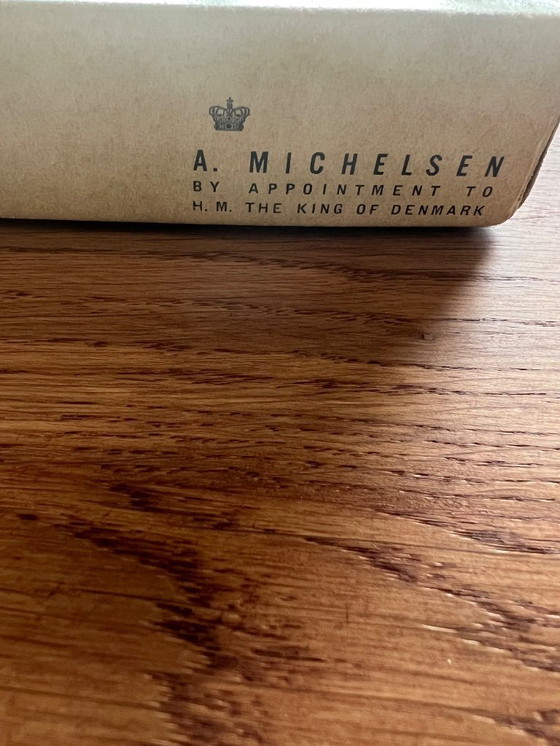 A. MICHELSEN
BY APPOINTMENT TO
H. M. THE KING OF DENMARK